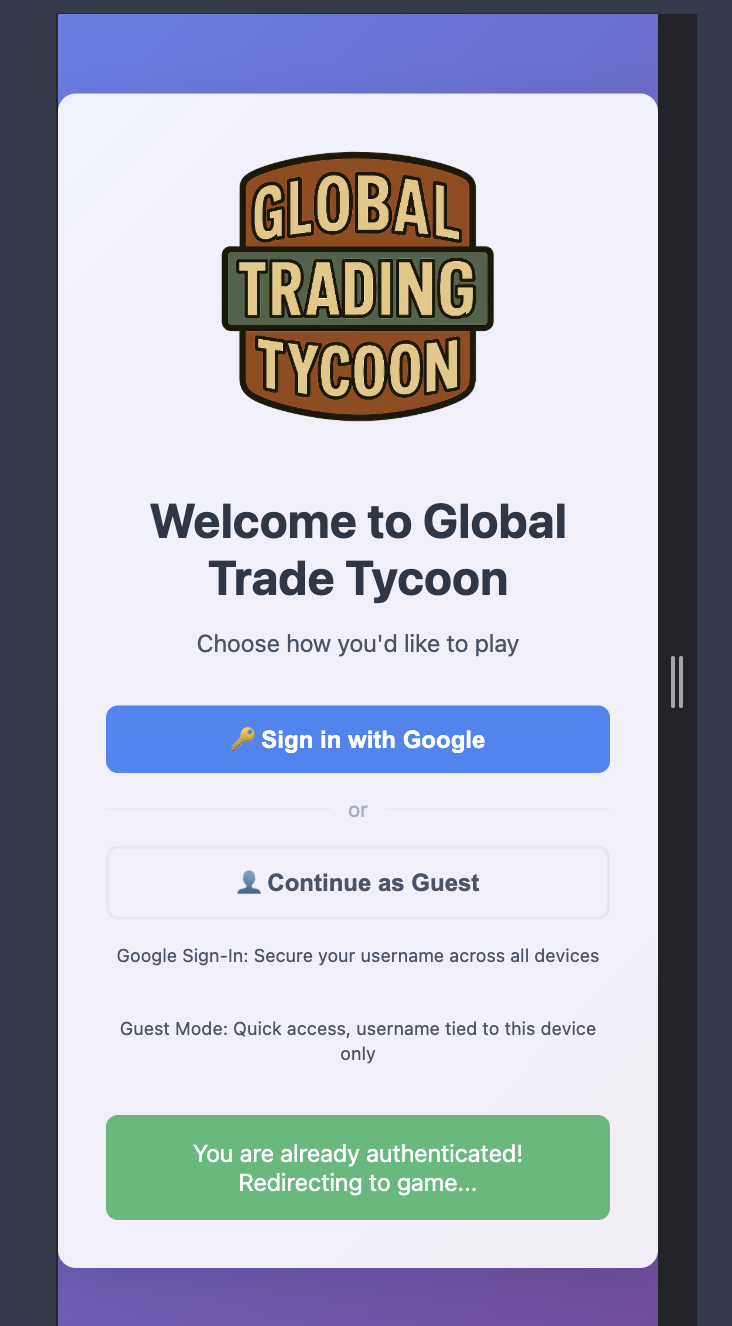 GLOBAL
TRADING
TYCOON
Welcome to Global
Trade Tycoon
Choose how you'd like to play
Sign in with Google
or
Continue as Guest
Google Sign-In: Secure your username across all devices
Guest Mode: Quick access, username tied to this device
only
You are already authenticated!
Redirecting to game...